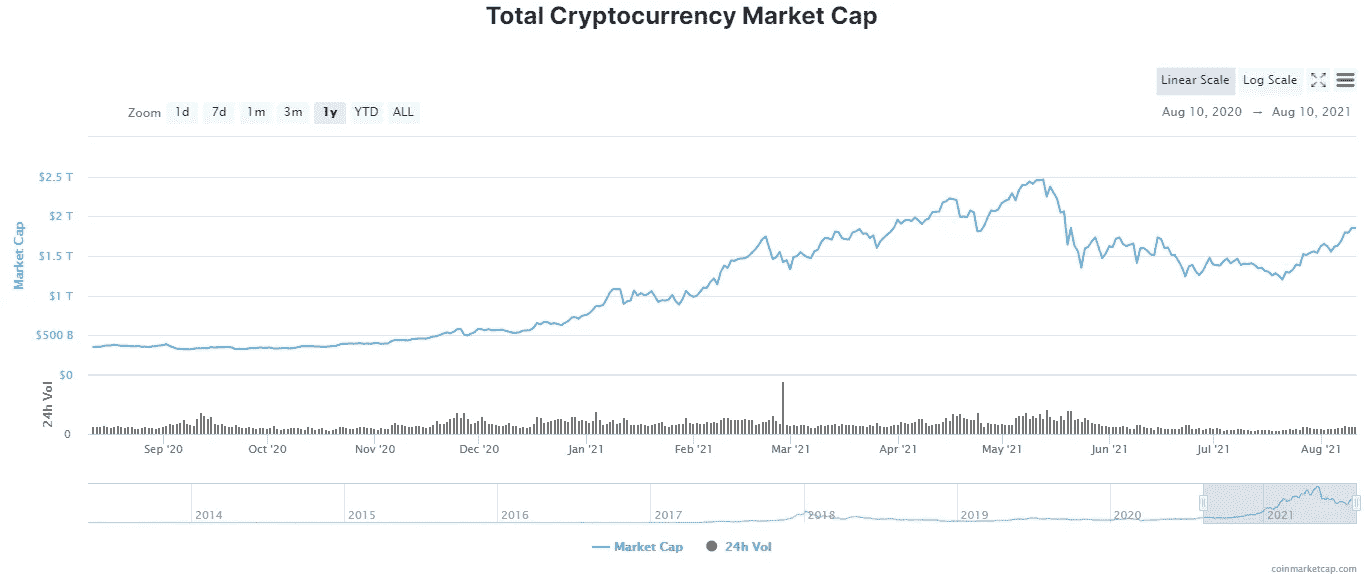 Total Cryptocurrency Market Cap
Linear Scale Log Scale
Zoom 1d 7d 1m 3m 1y YTD ALL Aug 10, 2020 → Aug 10, 2021
Market Cap
$2.5 T
$2 T
$1.5 T
$1 T
$500 B
$0
24h Vol
0
Sep '20 Oct '20 Nov '20 Dec '20 Jan '21 Feb '21 Mar '21 Apr '21 May '21 Jun '21 Jul '21 Aug '21
2014 2015 2016 2017 2018 2019 2020 2021
Market Cap 24h Vol
coinmarketcap.com